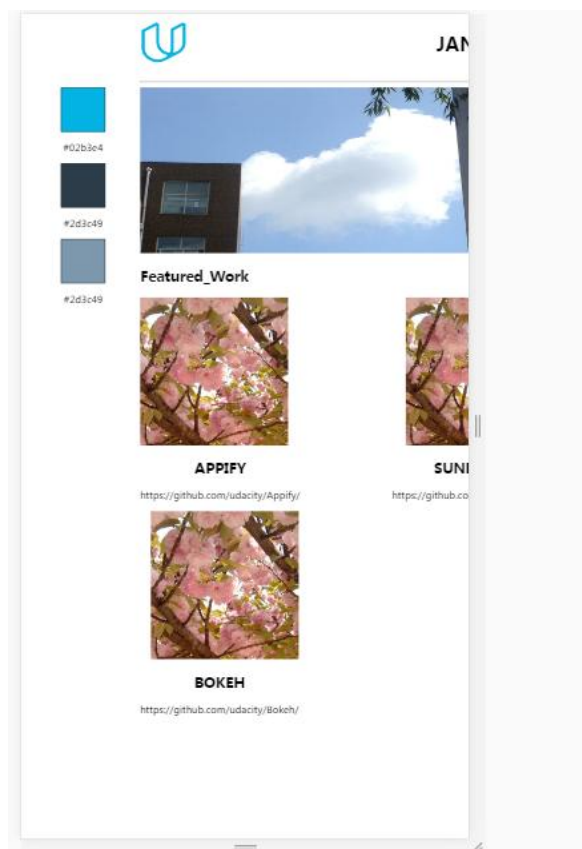 JAN
#02b3e4
#2d3c49
#2d3c49
Featured_Work
APPIFY
https://github.com/udacity/Appify/
https://github.co
BOKEH
https://github.com/udacity/Bokeh/